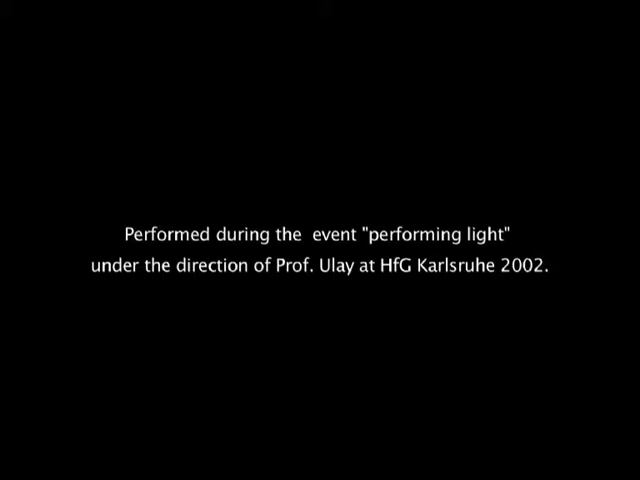 Performed during the  event "performing light"
under the direction of Prof. Ulay at HfG Karlsruhe 2002.